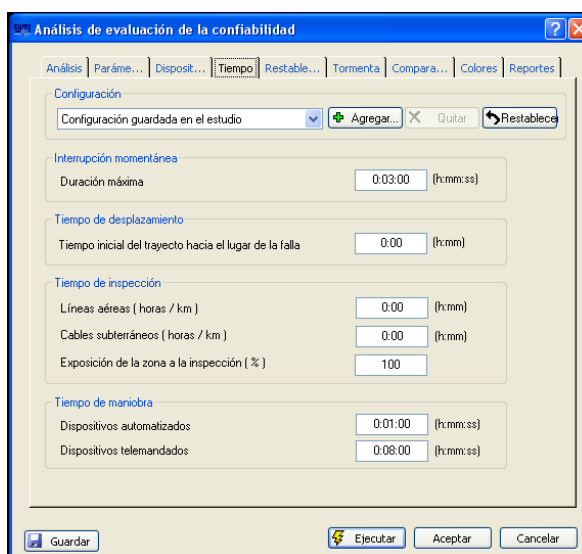 Análisis de evaluación de la confiabilidad
Análisis Paráme... Disposit... Tiempo Restable... Tormenta Compara... Colores Reportes
Configuración
Configuración guardada en el estudio Agregar... Quitar Restablecer
Interrupción momentánea
Duración máxima 0:03:00 (h:mm:ss)
Tiempo de desplazamiento
Tiempo inicial del trayecto hacia el lugar de la falla 0:00 (h:mm)
Tiempo de inspección
Líneas aéreas ( horas / km ) 0:00 (h:mm)
Cables subterráneos ( horas / km ) 0:00 (h:mm)
Exposición de la zona a la inspección ( % ) 100
Tiempo de maniobra
Dispositivos automatizados 0:01:00 (h:mm:ss)
Dispositivos telemandados 0:08:00 (h:mm:ss)
Guardar Ejecutar Aceptar Cancelar